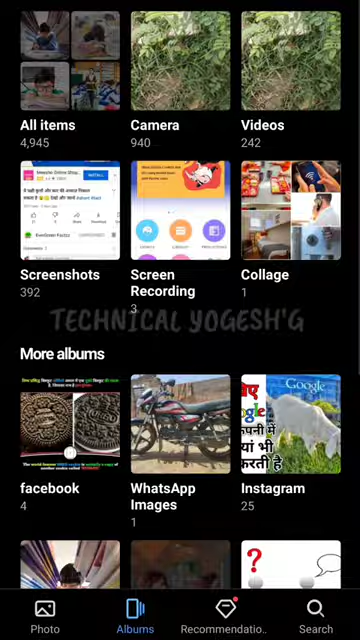 All items
Camera
Videos
4,945
940
242
INSTALL
Screenshots
Screen
Recording
Collage
392
3
1
TECHNICAL YOGESH'G
More albums
Google
facebook
WhatsApp
Images
Instagram
4
1
25
Photo
Albums
Recommendatio..
Search